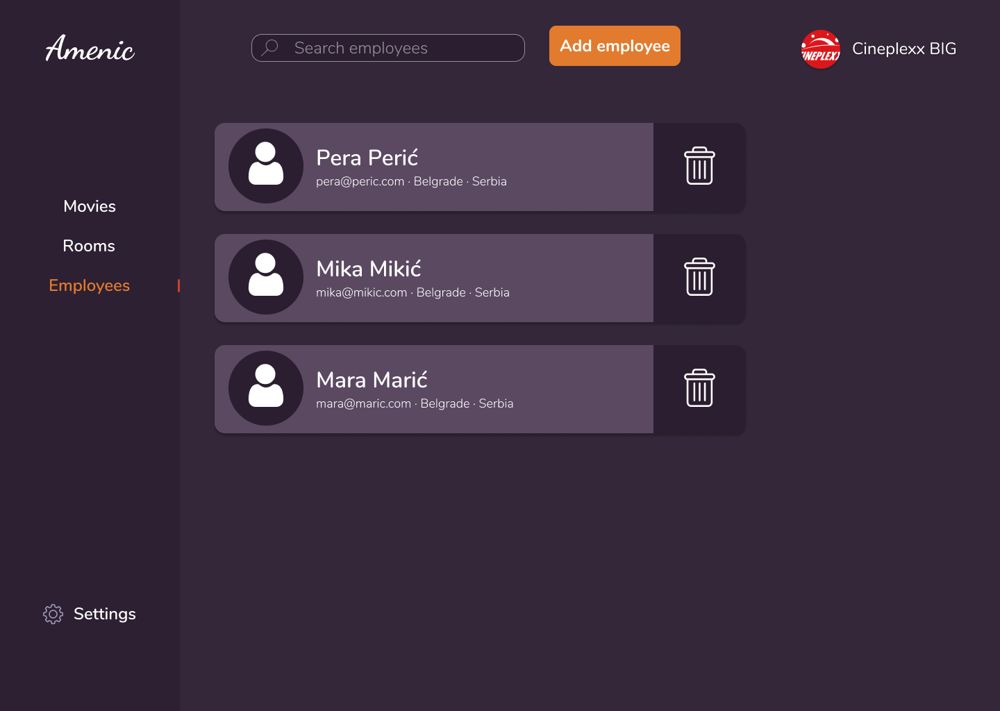 Amenic
Search employees
Add employee
Cineplexx BIG
Movies
Rooms
Employees
Settings
Pera Perić
pera@peric.com · Belgrade · Serbia
Mika Mikić
mika@mikic.com · Belgrade · Serbia
Mara Marić
mara@maric.com · Belgrade · Serbia